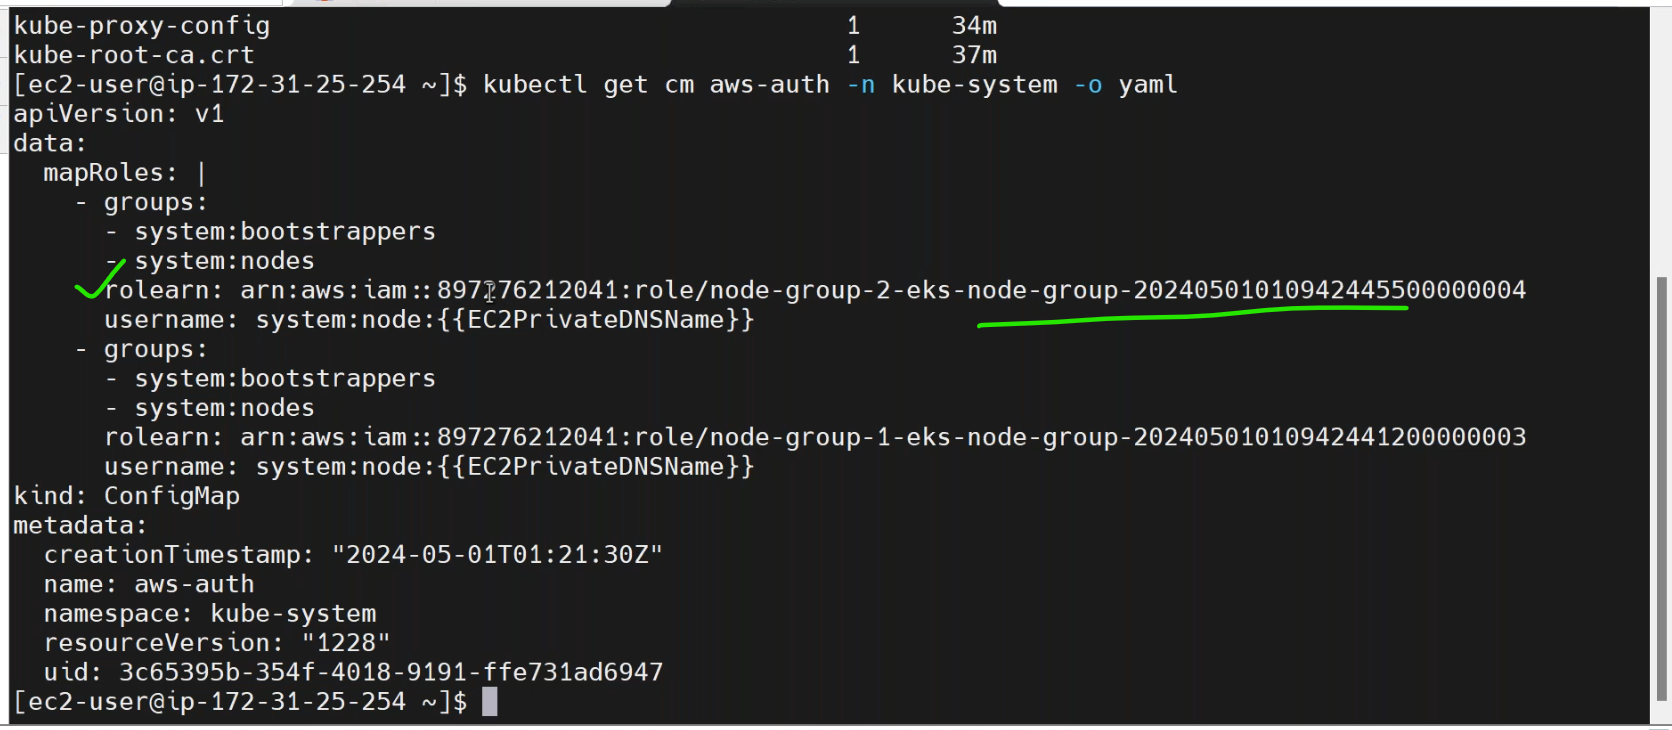 kube-proxy-config 1 34m
kube-root-ca.crt 1 37m
[ec2-user@ip-172-31-25-254 ~]$ kubectl get cm aws-auth -n kube-system -o yaml
apiVersion: v1
data:
  mapRoles: |
    - groups:
      - system:bootstrappers
      - system:nodes
      rolearn: arn:aws:iam::897276212041:role/node-group-2-eks-node-group-20240501010942445500000004
      username: system:node:{{EC2PrivateDNSName}}
    - groups:
      - system:bootstrappers
      - system:nodes
      rolearn: arn:aws:iam::897276212041:role/node-group-1-eks-node-group-20240501010942441200000003
      username: system:node:{{EC2PrivateDNSName}}
kind: ConfigMap
metadata:
  creationTimestamp: "2024-05-01T01:21:30Z"
  name: aws-auth
  namespace: kube-system
  resourceVersion: "1228"
  uid: 3c65395b-354f-4018-9191-ffe731ad6947
[ec2-user@ip-172-31-25-254 ~]$